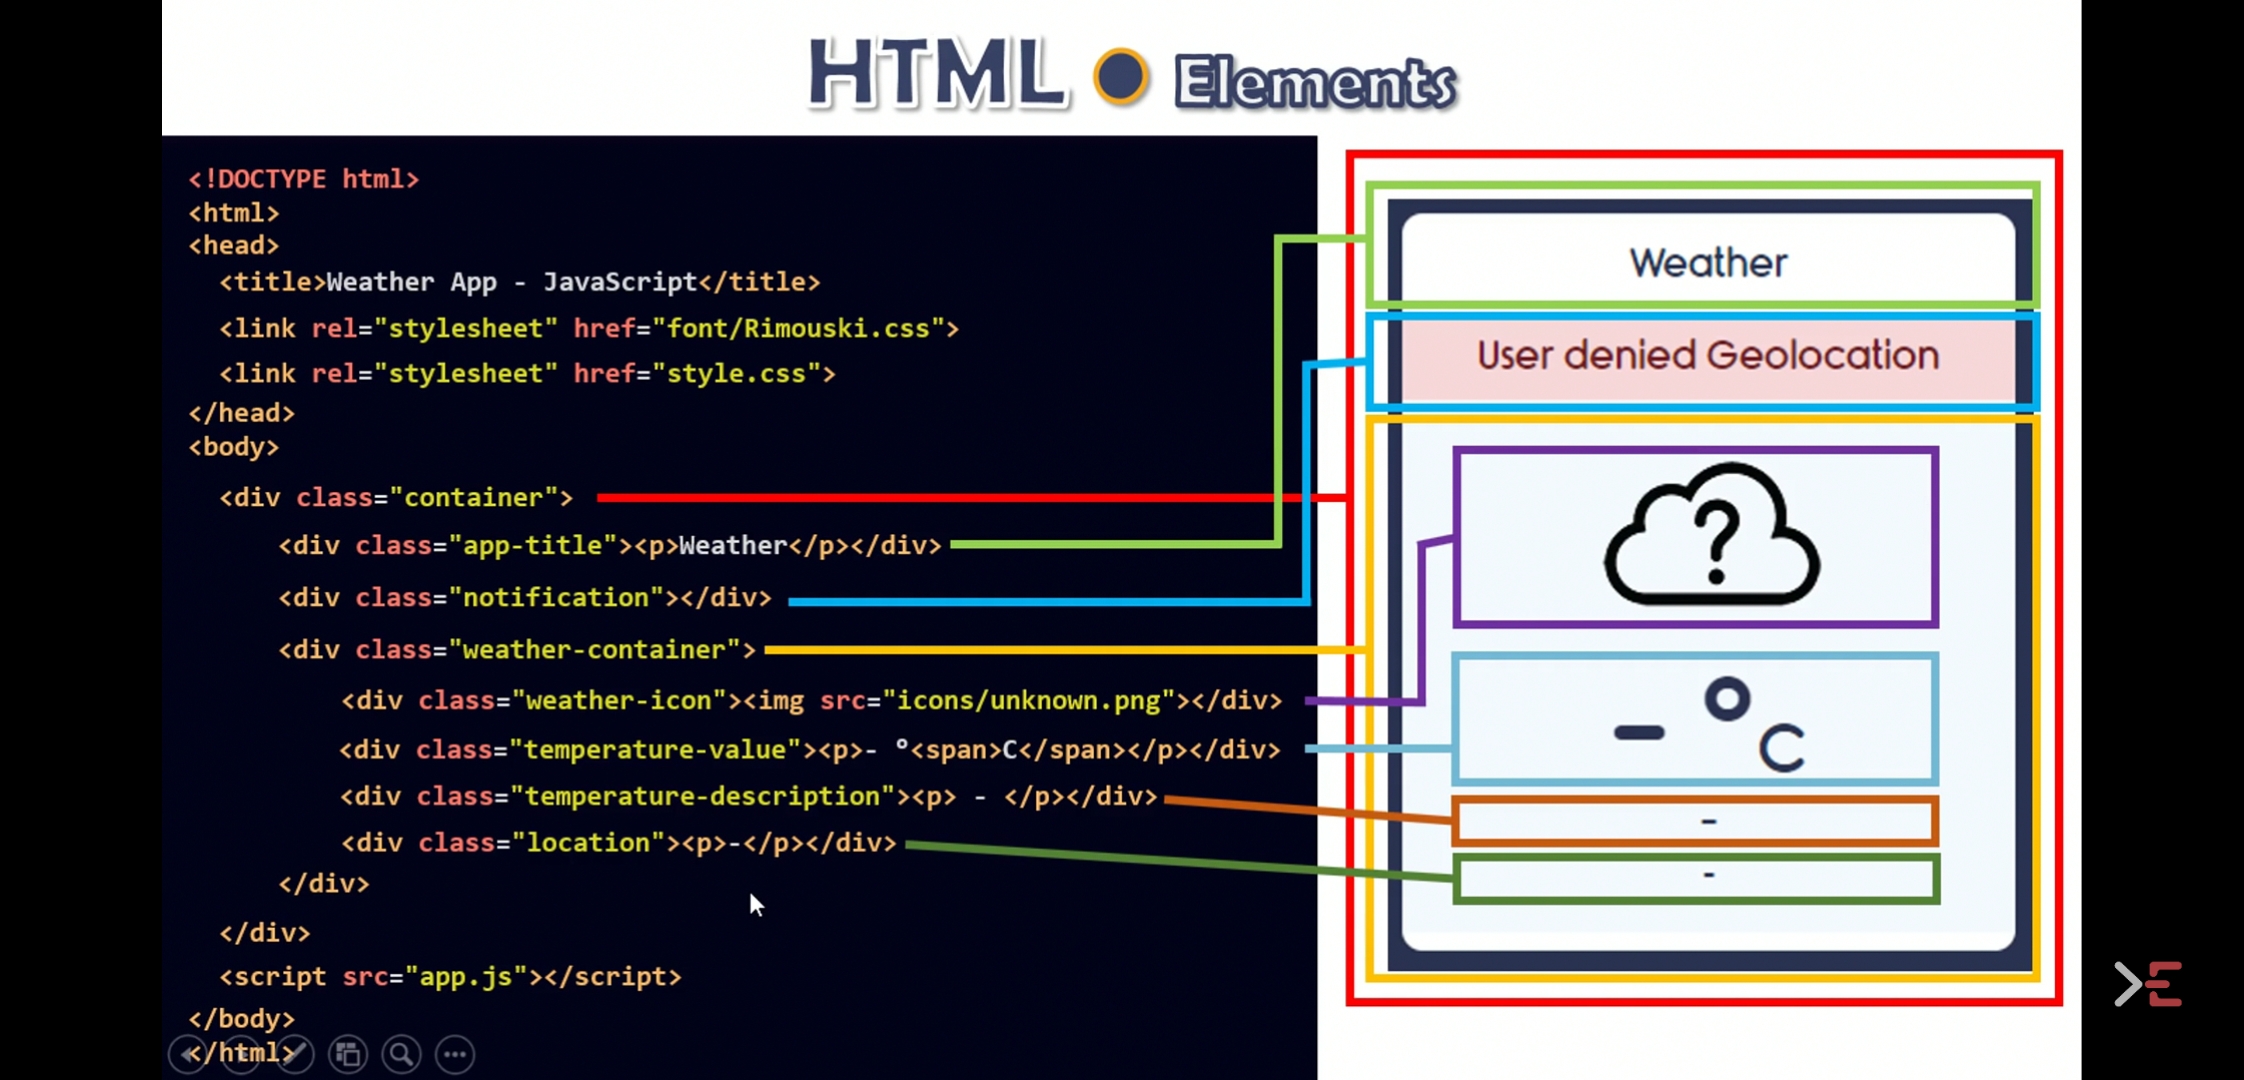 HTML Elements
<!DOCTYPE html>
<html>
<head>
<title>Weather App - JavaScript</title>
<link rel="stylesheet" href="font/Rimouski.css">
<link rel="stylesheet" href="style.css">
</head>
<body>
<div class="container">
<div class="app-title"><p>Weather</p></div>
<div class="notification"></div>
<div class="weather-container">
<div class="weather-icon"><img src="icons/unknown.png"></div>
<div class="temperature-value"><p>- °<span>C</span></p></div>
<div class="temperature-description"><p> - </p></div>
<div class="location"><p>-</p></div>
</div>
</div>
<script src="app.js"></script>
</body>
</html>
Weather
User denied Geolocation
?
- °C
-
-